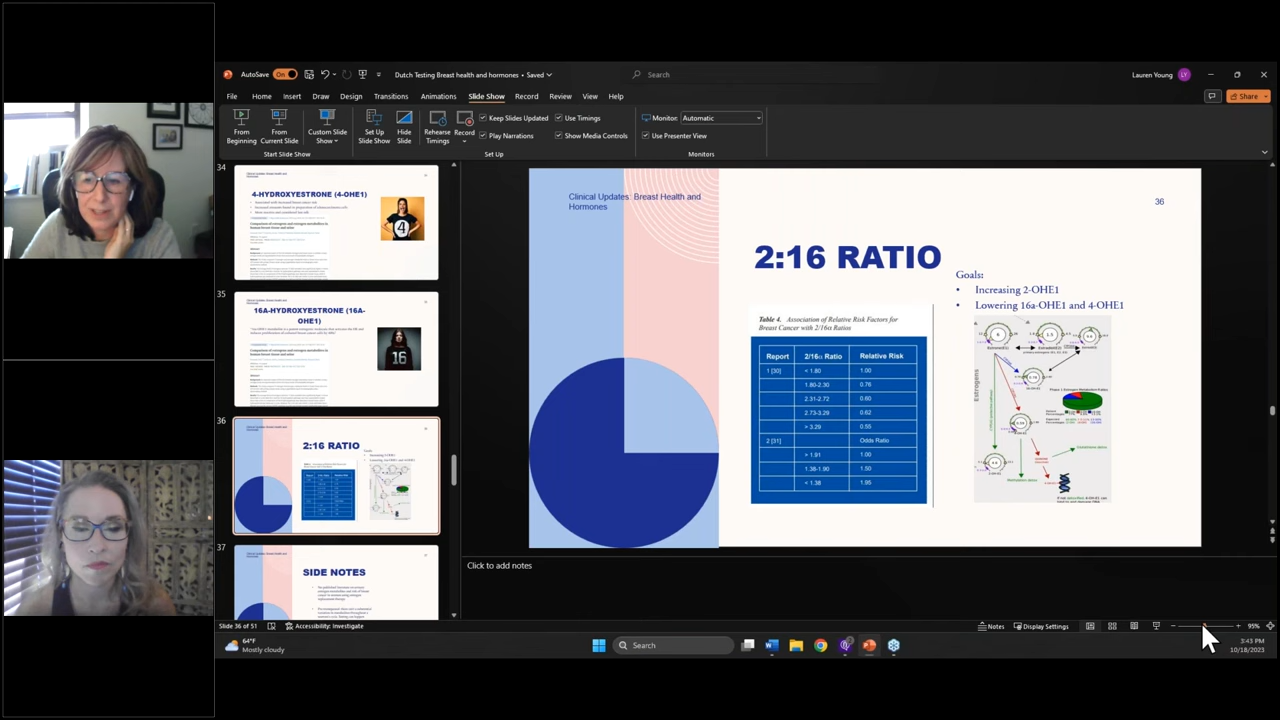 AutoSave On
Dutch Testing Breast health and hormones • Saved
Search
Lauren Young LY
File Home Insert Draw Design Transitions Animations Slide Show Record Review View Help
Share
From Beginning
From Current Slide
Custom Slide Show
Set Up Slide Show
Hide Slide
Rehearse Timings
Record
Keep Slides Updated
Use Timings
Play Narrations
Show Media Controls
Monitor: Automatic
Use Presenter View
Start Slide Show
Set Up
Monitors
34
4-HYDROXYESTRONE (4-OHE1)
4
35
16A-HYDROXYESTRONE (16A-
OHE1)
16
36
2:16 RATIO
37
SIDE NOTES
Clinical Updates: Breast Health and
Hormones
36
2:16 RATIO
Goals:
• Increasing 2-OHE1
• Lowering 16a-OHE1 and 4-OHE1
Table 4. Association of Relative Risk Factors for
Breast Cancer with 2/16α Ratios
Report 2/16α Ratio Relative Risk
1 [30] < 1.80 1.00
1.80-2.30 0.76
2.31-2.72 0.60
2.73-3.29 0.62
> 3.29 0.55
2 [31] Odds Ratio
> 1.91 1.00
1.38-1.90 1.50
< 1.38 1.95
Estrogens
Click to add notes
Slide 36 of 51
Accessibility: Investigate
Notes
Display Settings
95%
64°F
Mostly cloudy
Search
3:43 PM
10/18/2023